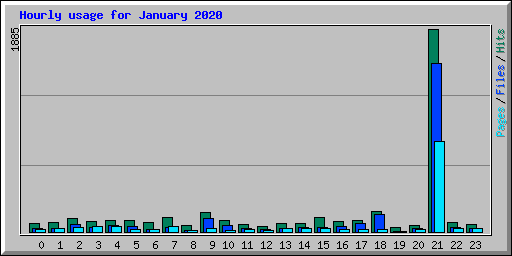 Hourly usage for January 2020
1885
Pages/Files/Hits
0 1 2 3 4 5 6 7 8 9 10 11 12 13 14 15 16 17 18 19 20 21 22 23